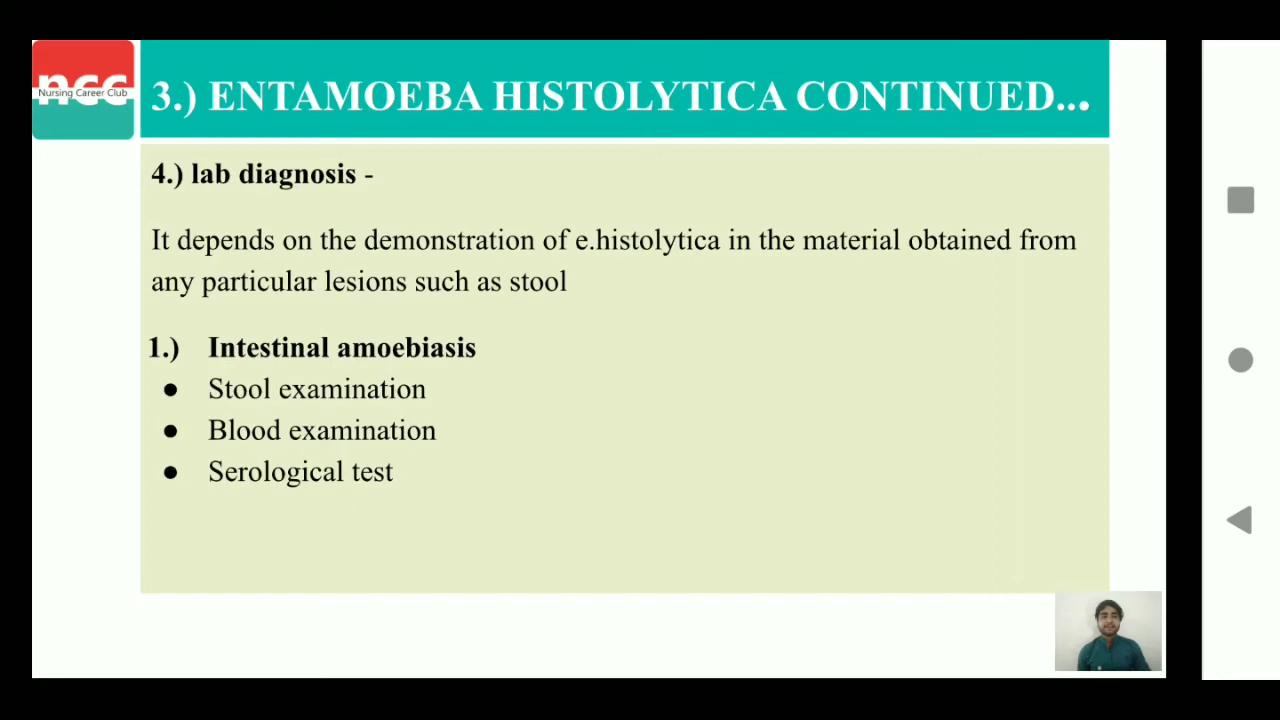 ncc
Nursing Career Club
3.) ENTAMOEBA HISTOLYTICA CONTINUED...
4.) lab diagnosis -
It depends on the demonstration of e.histolytica in the material obtained from
any particular lesions such as stool
1.) Intestinal amoebiasis
● Stool examination
● Blood examination
● Serological test